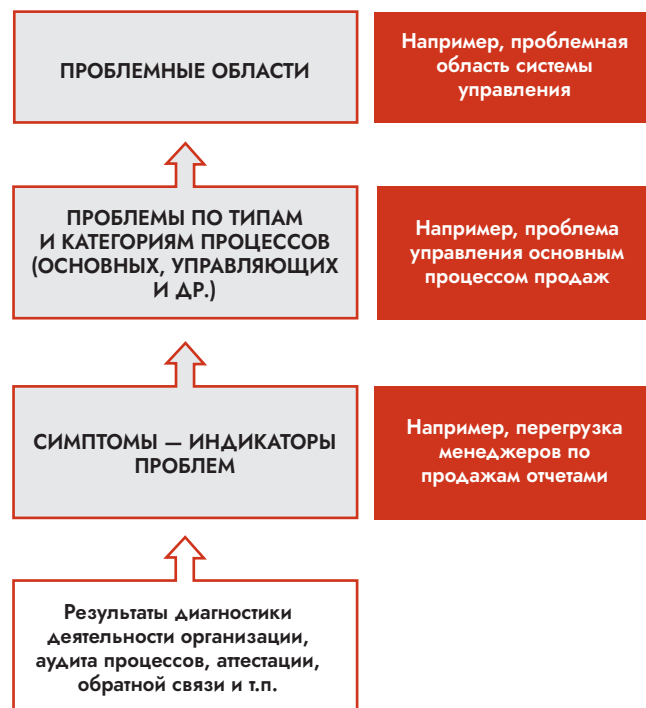 ПРОБЛЕМНЫЕ ОБЛАСТИ
Например, проблемная
область системы
управления
ПРОБЛЕМЫ ПО ТИПАМ
И КАТЕГОРИЯМ ПРОЦЕССОВ
(ОСНОВНЫХ, УПРАВЛЯЮЩИХ
И ДР.)
Например, проблема
управления основным
процессом продаж
СИМПТОМЫ — ИНДИКАТОРЫ
ПРОБЛЕМ
Например, перегрузка
менеджеров по
продажам отчетами
Результаты диагностики
деятельности организации,
аудита процессов, аттестации,
обратной связи и т.п.